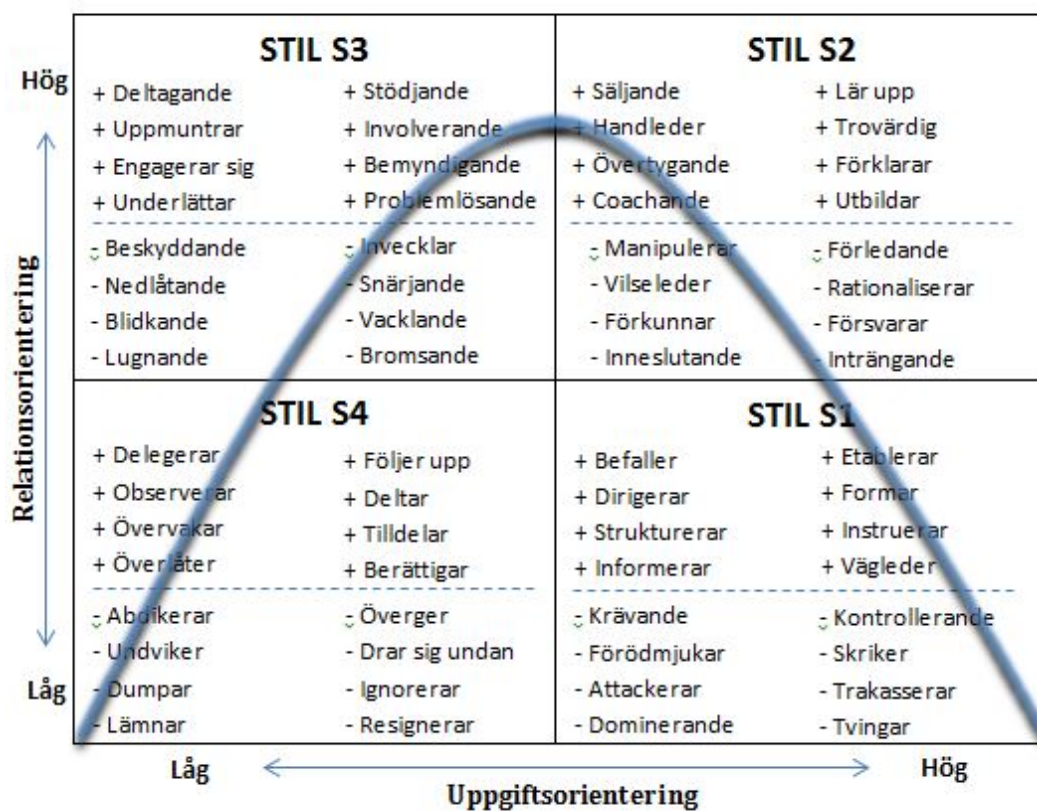 STIL S3
+ Deltagande
+ Uppmuntrar
+ Engagerar sig
+ Underlättar
+ Stödjande
+ Involverande
+ Bemyndigande
+ Problemlösande
- Beskyddande
- Nedlåtande
- Blidkande
- Lugnande
- Invecklar
- Snärjande
- Vacklande
- Bromsande
STIL S2
+ Säljande
+ Handleder
+ Övertygande
+ Coachande
+ Lär upp
+ Trovärdig
+ Förklarar
+ Utbildar
- Manipulerar
- Vilseleder
- Förkunnar
- Inneslutande
- Förledande
- Rationaliserar
- Försvarar
- Inträngande
STIL S4
+ Delegerar
+ Observerar
+ Övervakar
+ Överlåter
+ Följer upp
+ Deltar
+ Tilldelar
+ Berättigar
- Abdikerar
- Undviker
- Dumpar
- Lämnar
- Överger
- Drar sig undan
- Ignorerar
- Resignerar
STIL S1
+ Befaller
+ Dirigerar
+ Strukturerar
+ Informerar
+ Etablerar
+ Formar
+ Instruerar
+ Vägleder
- Krävande
- Förödmjukar
- Attackerar
- Dominerande
- Kontrollerande
- Skriker
- Trakasserar
- Tvingar
Hög
Relationsorientering
Låg
Låg
Hög
Uppgiftsorientering